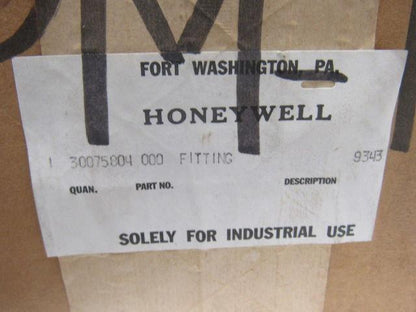 FORT WASHINGTON, PA.
HONEYWELL
1 30075804 000 FITTING 9343
QUAN. PART NO. DESCRIPTION
SOLELY FOR INDUSTRIAL USE